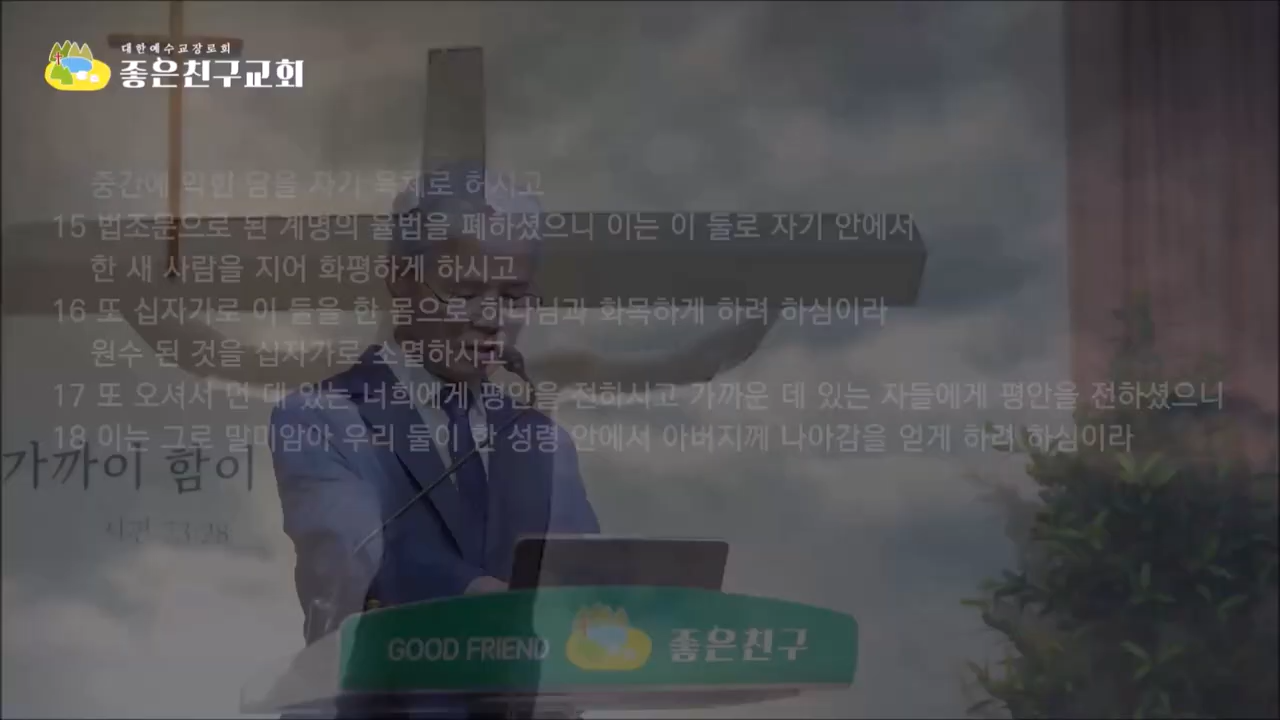 대한예수교장로회
좋은친구교회
중간에 막힌 담을 자기 육체로 허시고
15 법조문으로 된 계명의 율법을 폐하셨으니 이는 이 둘로 자기 안에서
한 새 사람을 지어 화평하게 하시고
16 또 십자가로 이 둘을 한 몸으로 하나님과 화목하게 하려 하심이라
원수 된 것을 십자가로 소멸하시고
17 또 오셔서 먼 데 있는 너희에게 평안을 전하시고 가까운 데 있는 자들에게 평안을 전하셨으니
18 이는 그로 말미암아 우리 둘이 한 성령 안에서 아버지께 나아감을 얻게 하려 하심이라
가까이 함이
시편 73:28
GOOD FRIEND 좋은친구